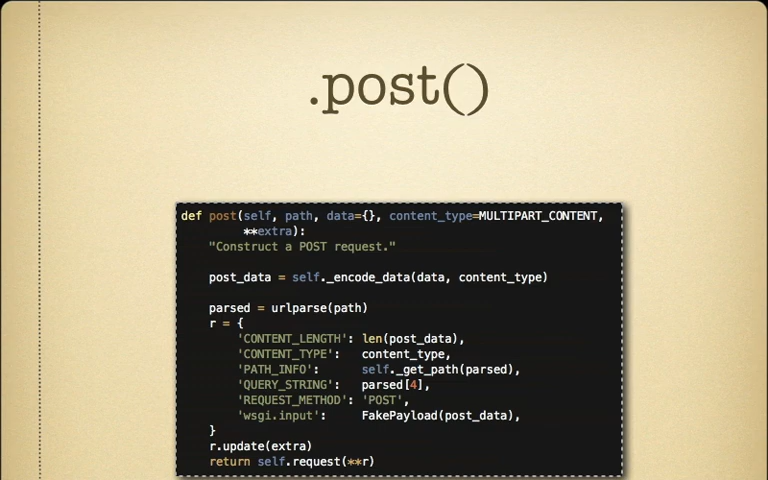 .post()
def post(self, path, data={}, content_type=MULTIPART_CONTENT,
         **extra):
    "Construct a POST request."
    post_data = self._encode_data(data, content_type)
    parsed = urlparse(path)
    r = {
        'CONTENT_LENGTH': len(post_data),
        'CONTENT_TYPE':   content_type,
        'PATH_INFO':      self._get_path(parsed),
        'QUERY_STRING':   parsed[4],
        'REQUEST_METHOD': 'POST',
        'wsgi.input':     FakePayload(post_data),
    }
    r.update(extra)
    return self.request(**r)